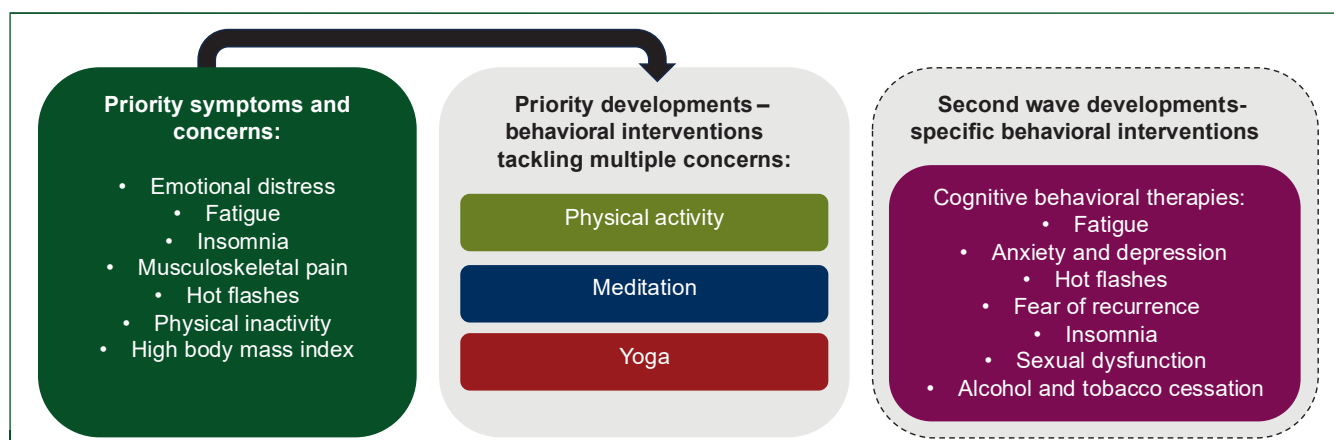 Priority symptoms and
concerns:
• Emotional distress
• Fatigue
• Insomnia
• Musculoskeletal pain
• Hot flashes
• Physical inactivity
• High body mass index
Priority developments –
behavioral interventions
tackling multiple concerns:
Physical activity
Meditation
Yoga
Second wave developments-
specific behavioral interventions
Cognitive behavioral therapies:
• Fatigue
• Anxiety and depression
• Hot flashes
• Fear of recurrence
• Insomnia
• Sexual dysfunction
• Alcohol and tobacco cessation